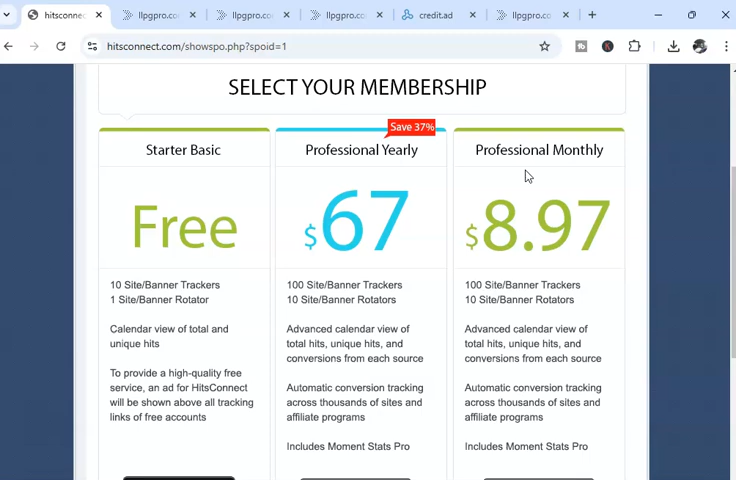 hitsconnect.com
llpgpro.co
llpgpro.co
llpgpro.co
credit.ad
llpgpro.co
hitsconnect.com/showspo.php?spoid=1
SELECT YOUR MEMBERSHIP
Starter Basic
Free
10 Site/Banner Trackers
1 Site/Banner Rotator
Calendar view of total and
unique hits
To provide a high-quality free
service, an ad for HitsConnect
will be shown above all tracking
links of free accounts
Save 37%
Professional Yearly
$67
100 Site/Banner Trackers
10 Site/Banner Rotators
Advanced calendar view of
total hits, unique hits, and
conversions from each source
Automatic conversion tracking
across thousands of sites and
affiliate programs
Includes Moment Stats Pro
Professional Monthly
$8.97
100 Site/Banner Trackers
10 Site/Banner Rotators
Advanced calendar view of
total hits, unique hits, and
conversions from each source
Automatic conversion tracking
across thousands of sites and
affiliate programs
Includes Moment Stats Pro